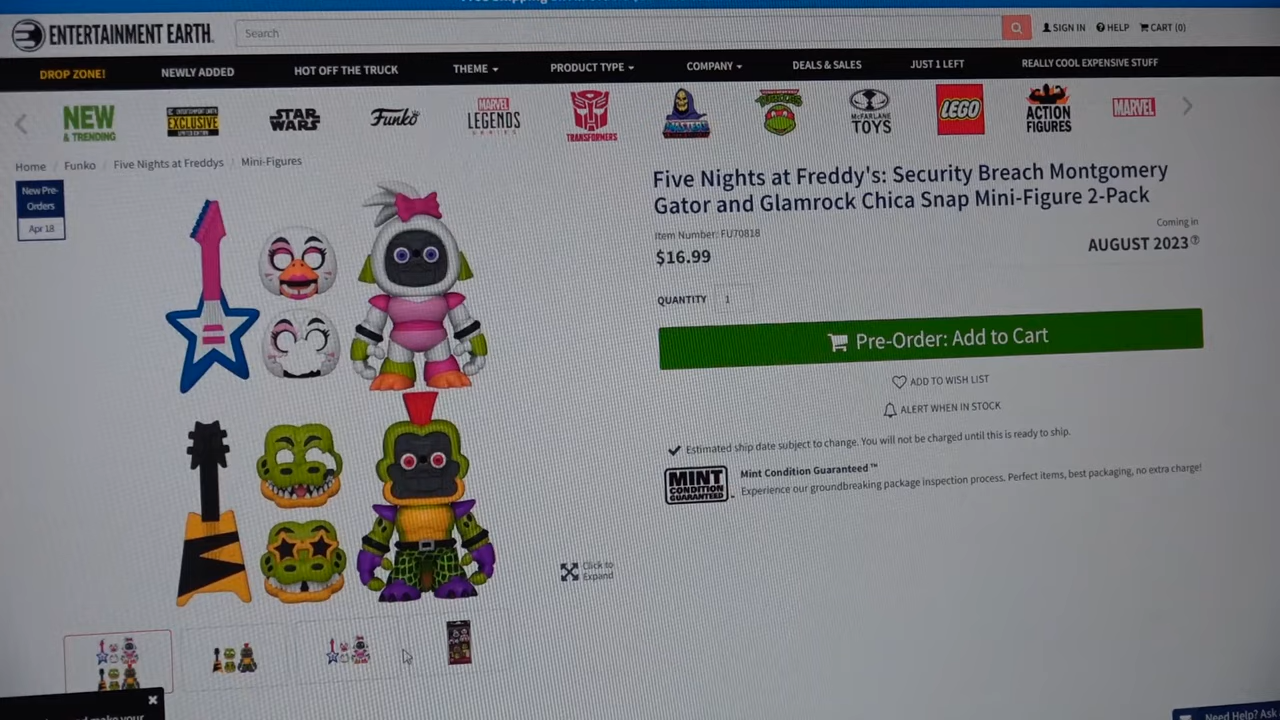 ENTERTAINMENT EARTH
Search
SIGN IN
HELP
CART (0)
DROP ZONE!
NEWLY ADDED
HOT OFF THE TRUCK
THEME
PRODUCT TYPE
COMPANY
DEALS & SALES
JUST 1 LEFT
REALLY COOL EXPENSIVE STUFF
NEW
& TRENDING
EXCLUSIVE
STAR
WARS
Funko
MARVEL
LEGENDS
SERIES
TRANSFORMERS
McFARLANE
TOYS
LEGO
ACTION
FIGURES
MARVEL
Home / Funko / Five Nights at Freddys / Mini-Figures
New Pre-
Orders
Apr 18
Five Nights at Freddy's: Security Breach Montgomery
Gator and Glamrock Chica Snap Mini-Figure 2-Pack
Item Number: FU70818
Coming in
AUGUST 2023
$16.99
QUANTITY 1
Pre-Order: Add to Cart
ADD TO WISH LIST
ALERT WHEN IN STOCK
Estimated ship date subject to change. You will not be charged until this is ready to ship.
MINT
CONDITION
GUARANTEED
Mint Condition Guaranteed™
Experience our groundbreaking package inspection process. Perfect items, best packaging, no extra charge!
Click to
Expand
Need Help? Ask